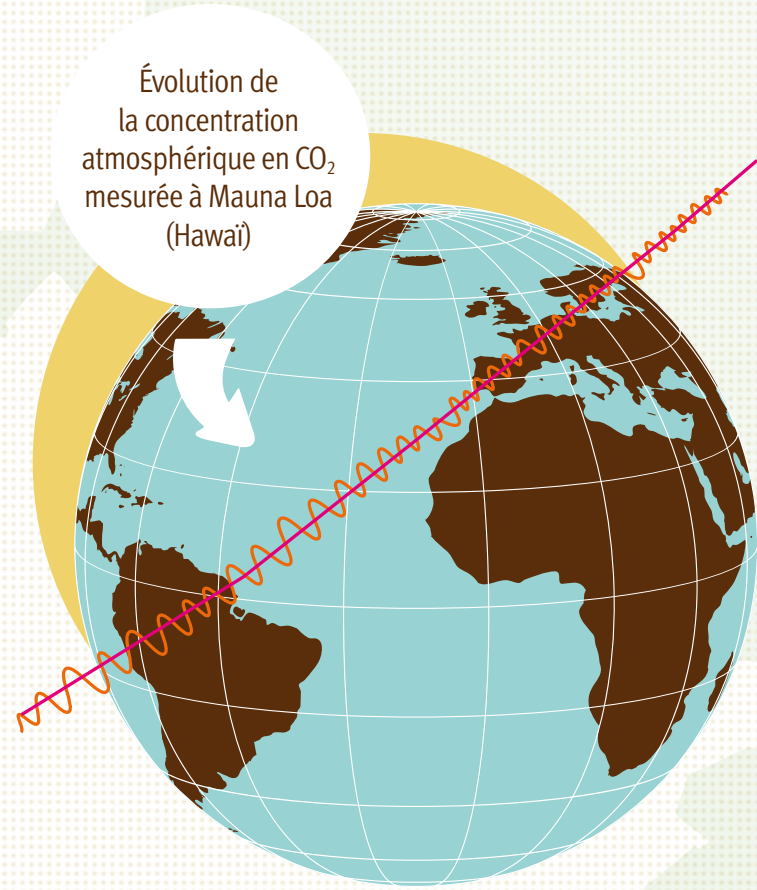 Évolution de
la concentration
atmosphérique en CO₂
mesurée à Mauna Loa
(Hawaï)